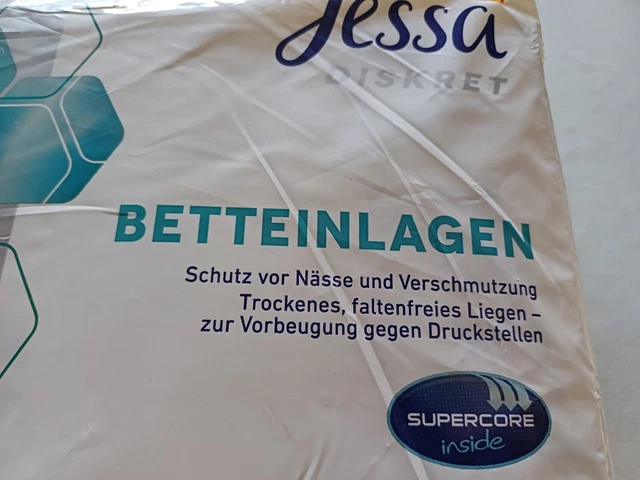 Jessa
DISKRET
BETTEINLAGEN
Schutz vor Nässe und Verschmutzung
Trockenes, faltenfreies Liegen –
zur Vorbeugung gegen Druckstellen
SUPERCORE
inside